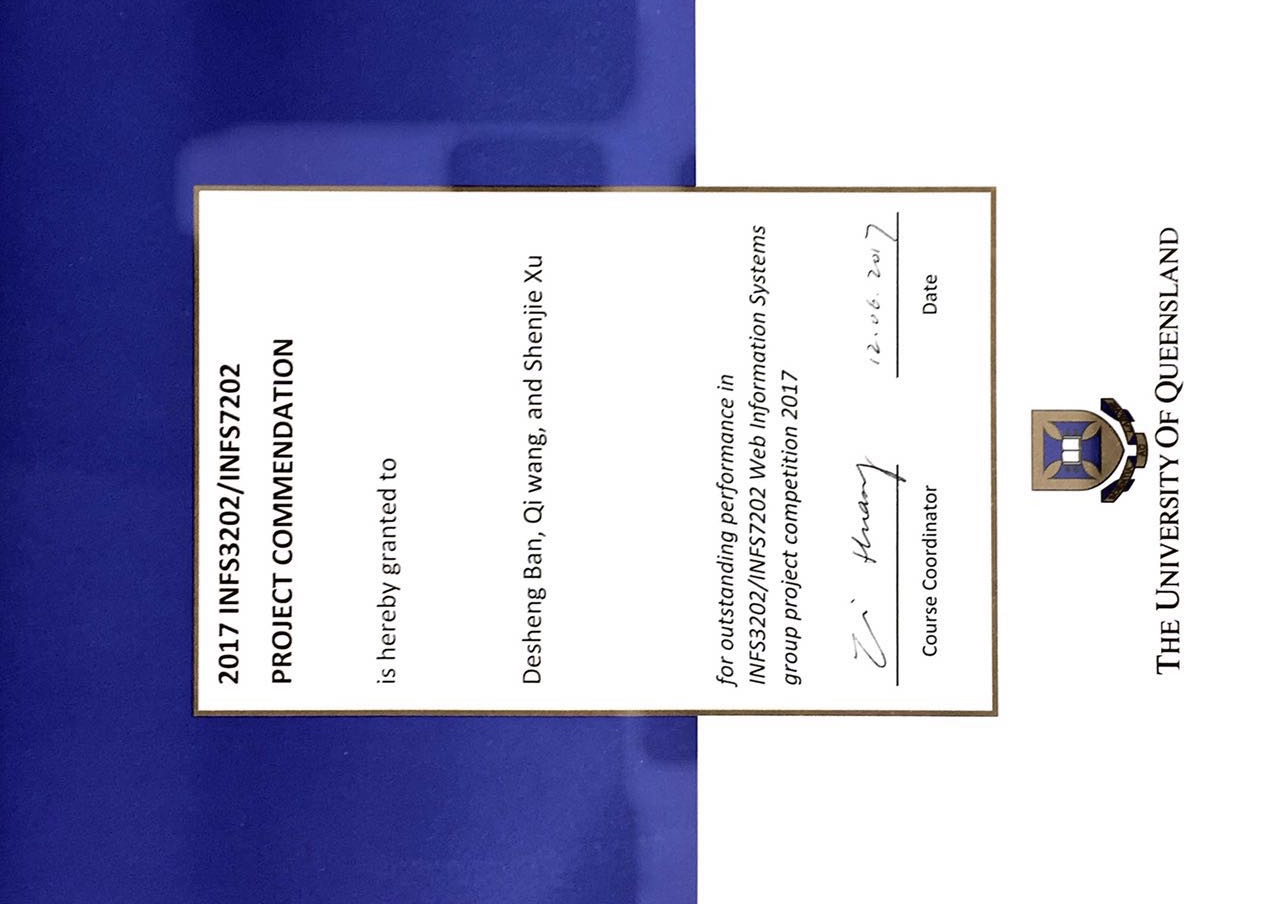 2017 INFS3202/INFS7202
PROJECT COMMENDATION
is hereby granted to
Desheng Ban, Qi wang, and Shenjie Xu
for outstanding performance in
INFS3202/INFS7202 Web Information Systems
group project competition 2017
Zi Huang 12.06.2017
Course Coordinator Date
AC
THE UNIVERSITY OF QUEENSLAND